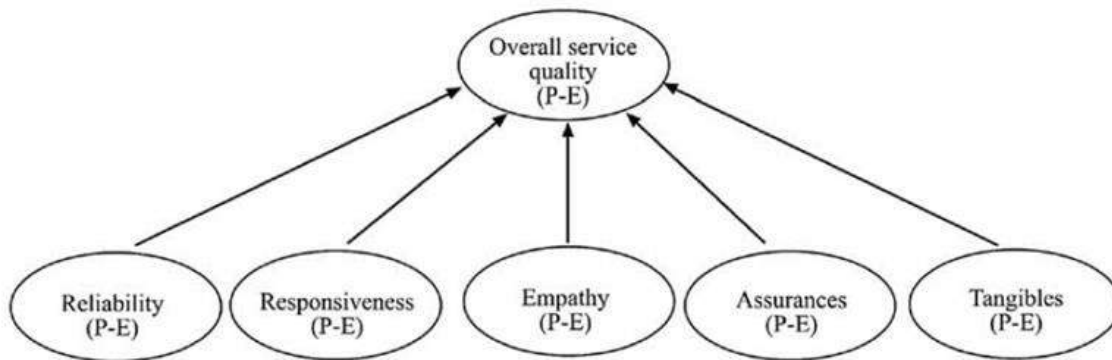 Overall service
quality
(P-E)
Reliability
(P-E)
Responsiveness
(P-E)
Empathy
(P-E)
Assurances
(P-E)
Tangibles
(P-E)